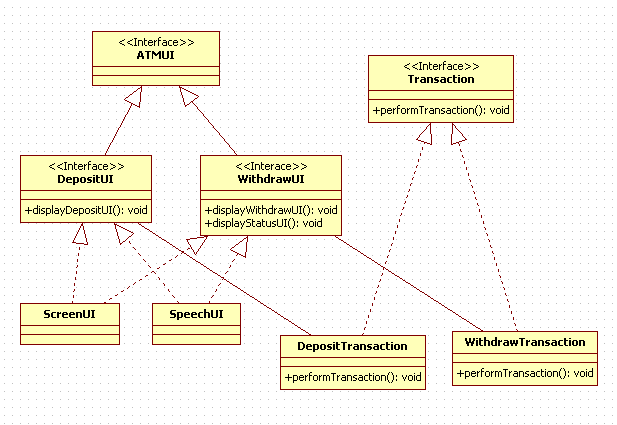 <<Interface>>
ATMUI
<<Interface>>
Transaction
+performTransaction(): void
<<Interface>>
DepositUI
+displayDepositUI(): void
<<Interace>>
WithdrawUI
+displayWithdrawUI(): void
+displayStatusUI(): void
ScreenUI
SpeechUI
DepositTransaction
+performTransaction(): void
WithdrawTransaction
+performTransaction(): void